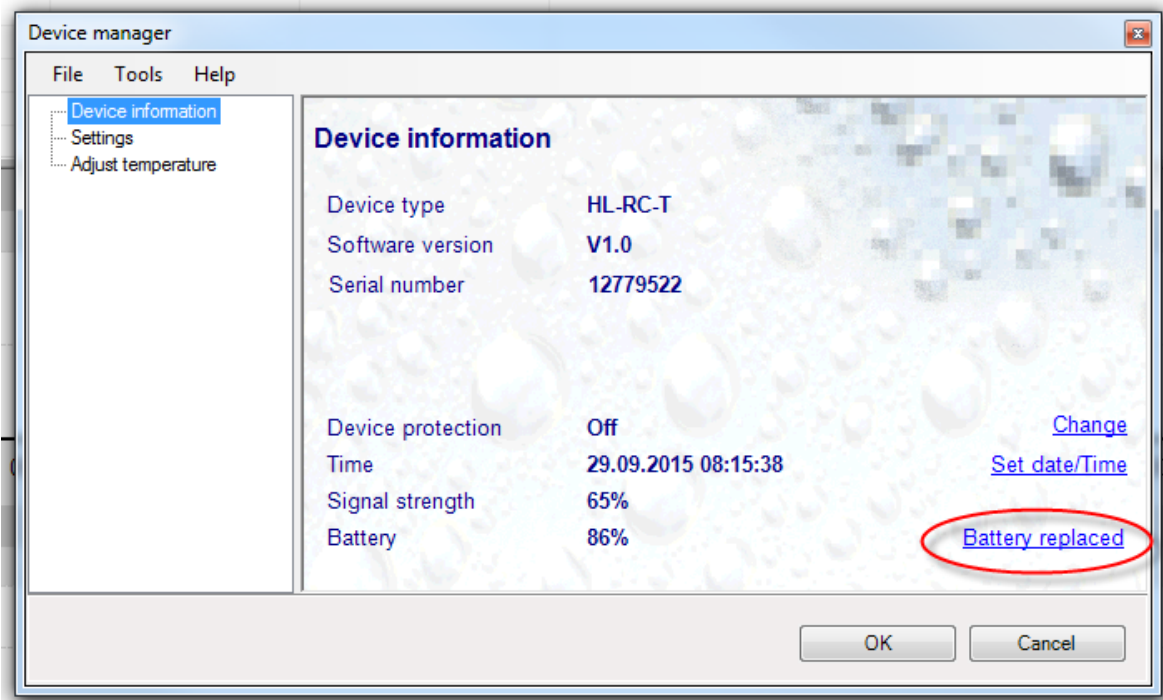 Device manager
File Tools Help
Device information
Settings
Adjust temperature
Device information
Device type HL-RC-T
Software version V1.0
Serial number 12779522
Device protection Off Change
Time 29.09.2015 08:15:38 Set date/Time
Signal strength 65%
Battery 86% Battery replaced
OK Cancel